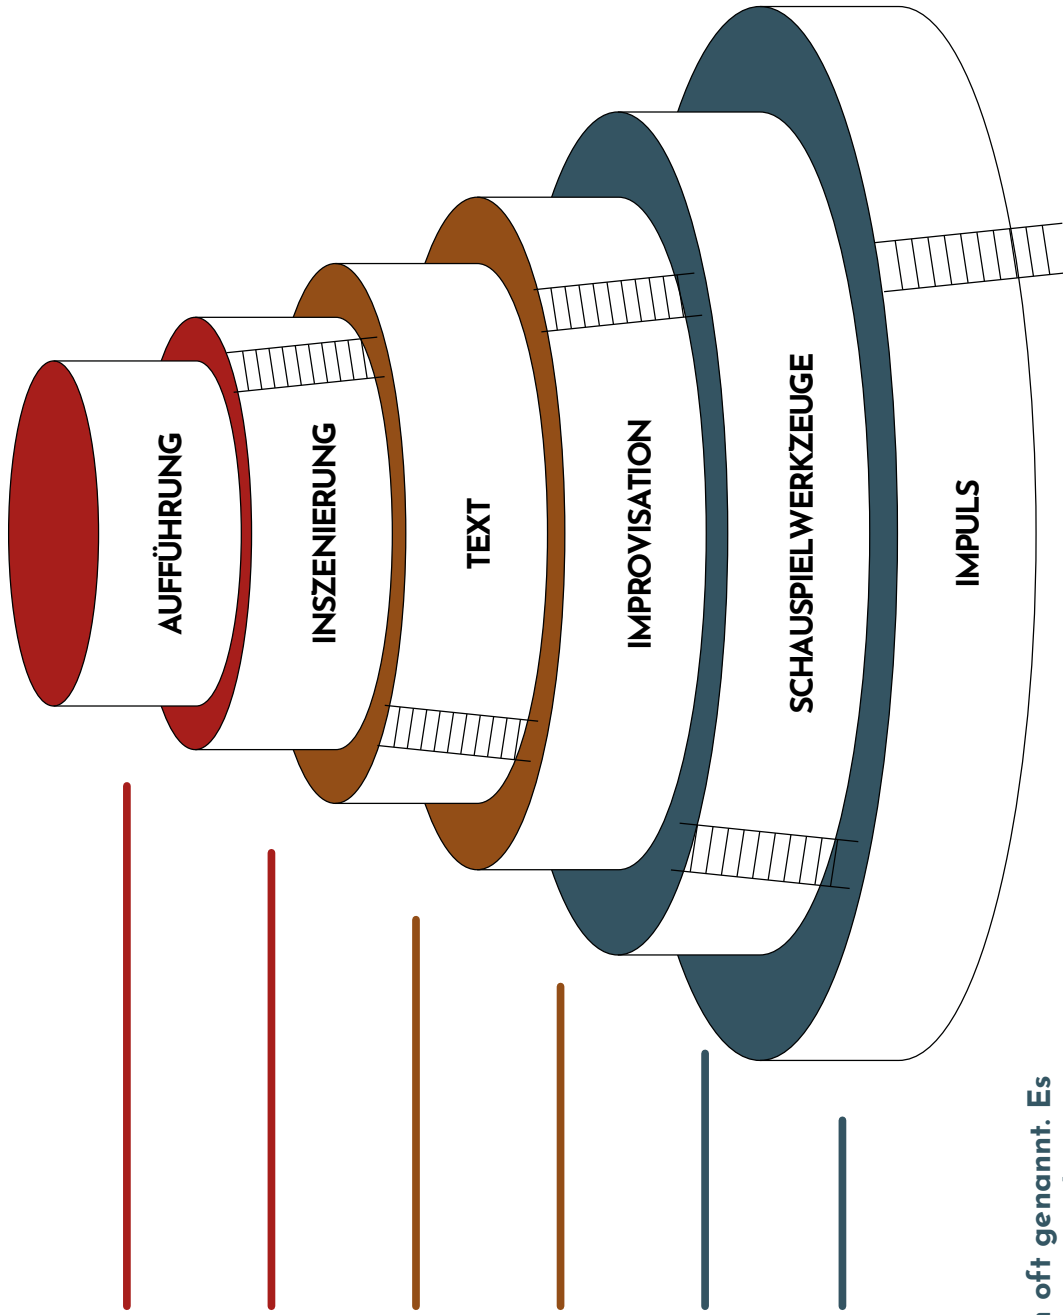 AUFFÜHRUNG
INSZENIERUNG
TEXT
IMPROVISATION
SCHAUSPIELWERKZEUGE
IMPULS
oft genannt. Es